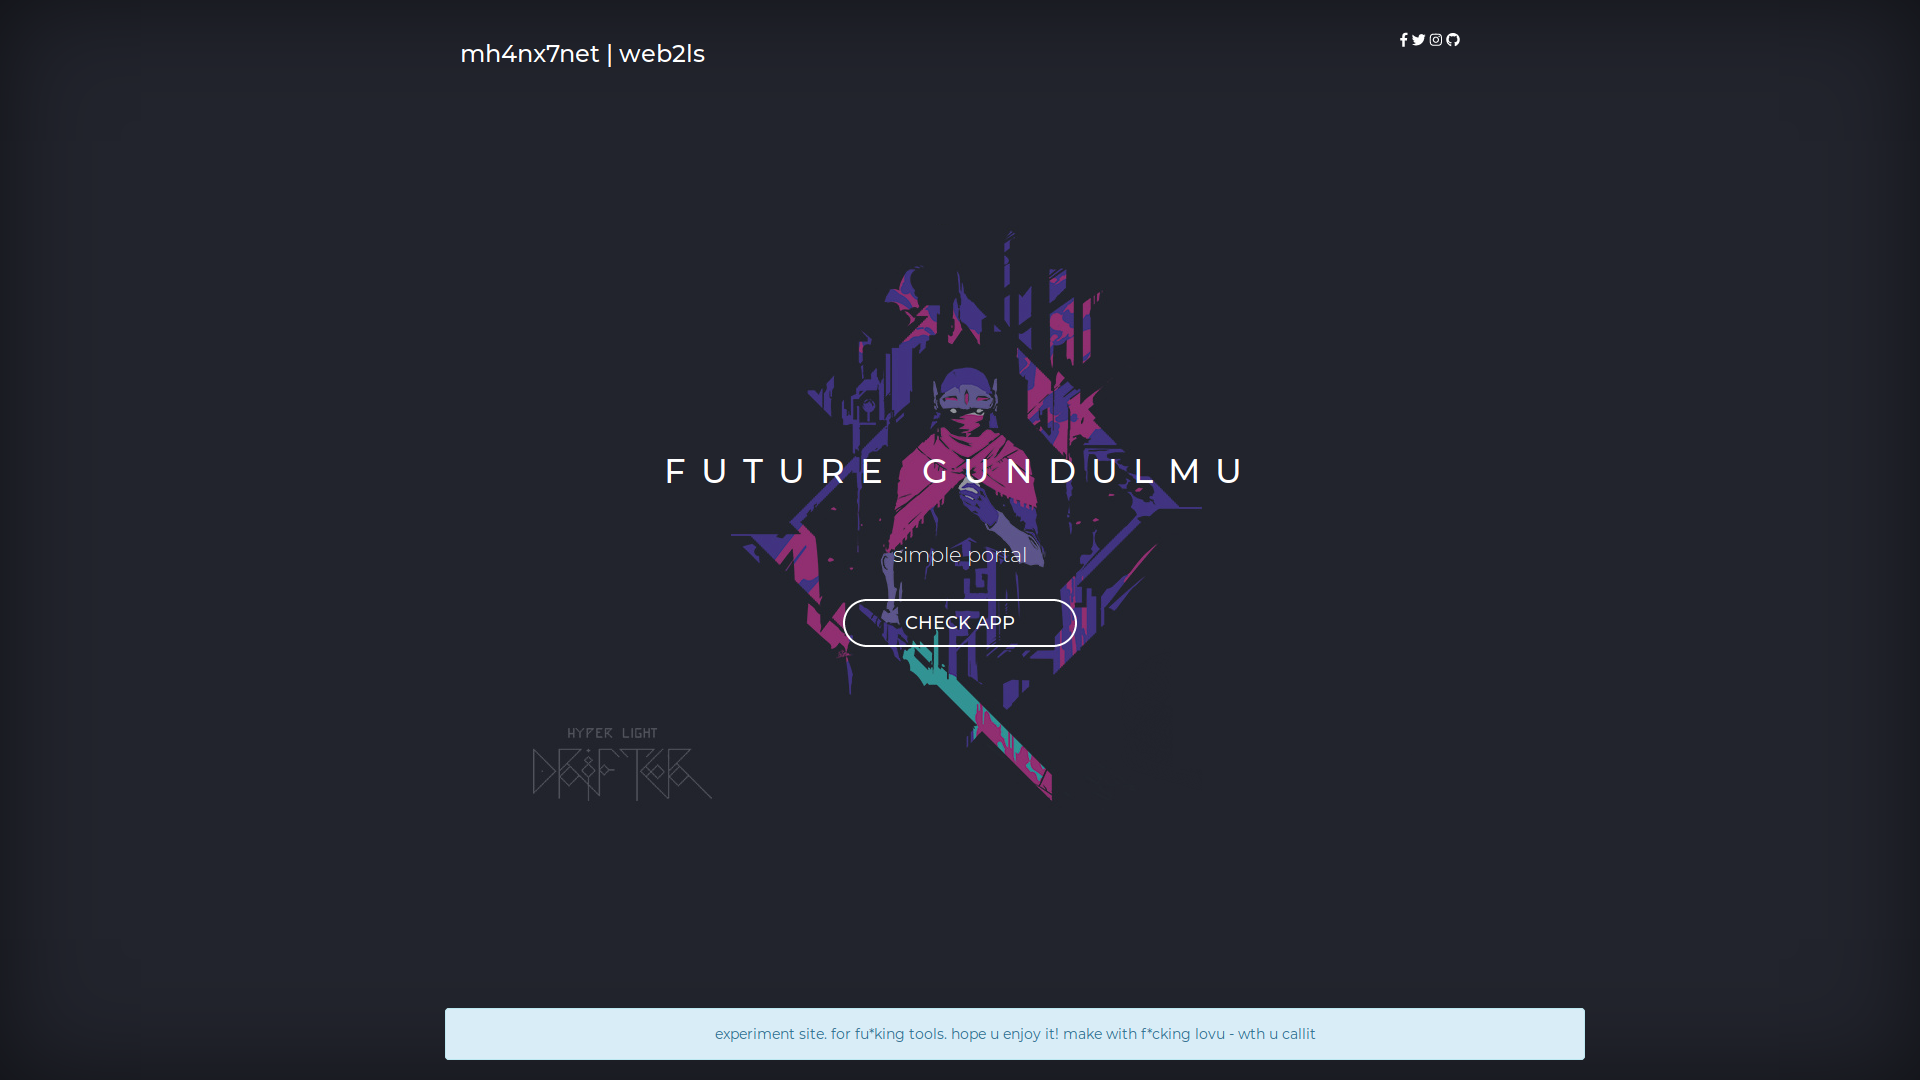 mh4nx7net | web2ls
FUTURE GUNDULMU
simple portal
CHECK APP
HYPER LIGHT
DRIFTER
experiment site. for fu*king tools. hope u enjoy it! make with f*cking lovu - wth u callit